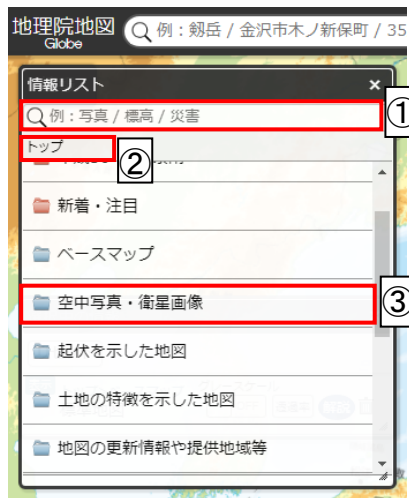 地理院地図
Globe
例：剱岳 / 金沢市木ノ新保町 / 35
情報リスト ×
例：写真 / 標高 / 災害
①
トップ
②
新着・注目
ベースマップ
空中写真・衛星画像
③
起伏を示した地図
土地の特徴を示した地図
地図の更新情報や提供地域等